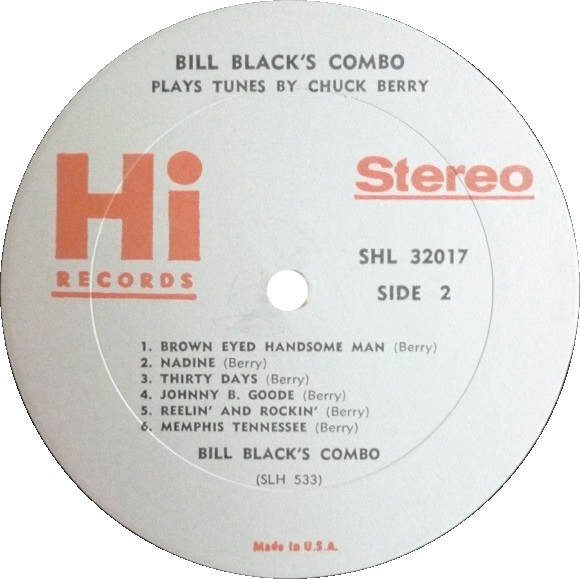 BILL BLACK'S COMBO
PLAYS TUNES BY CHUCK BERRY
Hi
RECORDS
Stereo
SHL 32017
SIDE 2
1. BROWN EYED HANDSOME MAN (Berry)
2. NADINE (Berry)
3. THIRTY DAYS (Berry)
4. JOHNNY B. GOODE (Berry)
5. REELIN' AND ROCKIN' (Berry)
6. MEMPHIS TENNESSEE (Berry)
BILL BLACK'S COMBO
(SLH 533)
Made In U.S.A.